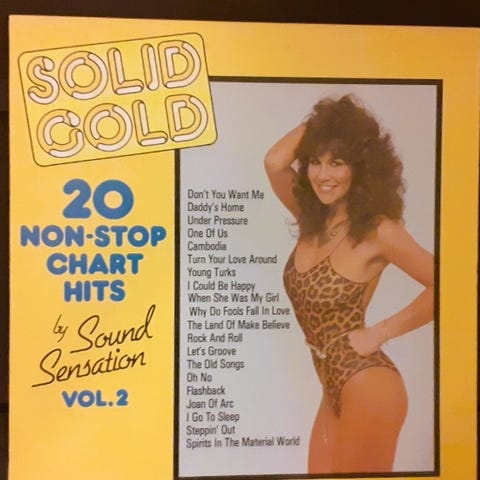 SOLID
GOLD
20
NON-STOP
CHART
HITS
by Sound
Sensation
VOL.2
Don't You Want Me
Daddy's Home
Under Pressure
One Of Us
Cambodia
Turn Your Love Around
Young Turks
I Could Be Happy
When She Was My Girl
Why Do Fools Fall In Love
The Land Of Make Believe
Rock And Roll
Let's Groove
The Old Songs
Oh No
Flashback
Joan Of Arc
I Go To Sleep
Steppin' Out
Spirits In The Material World